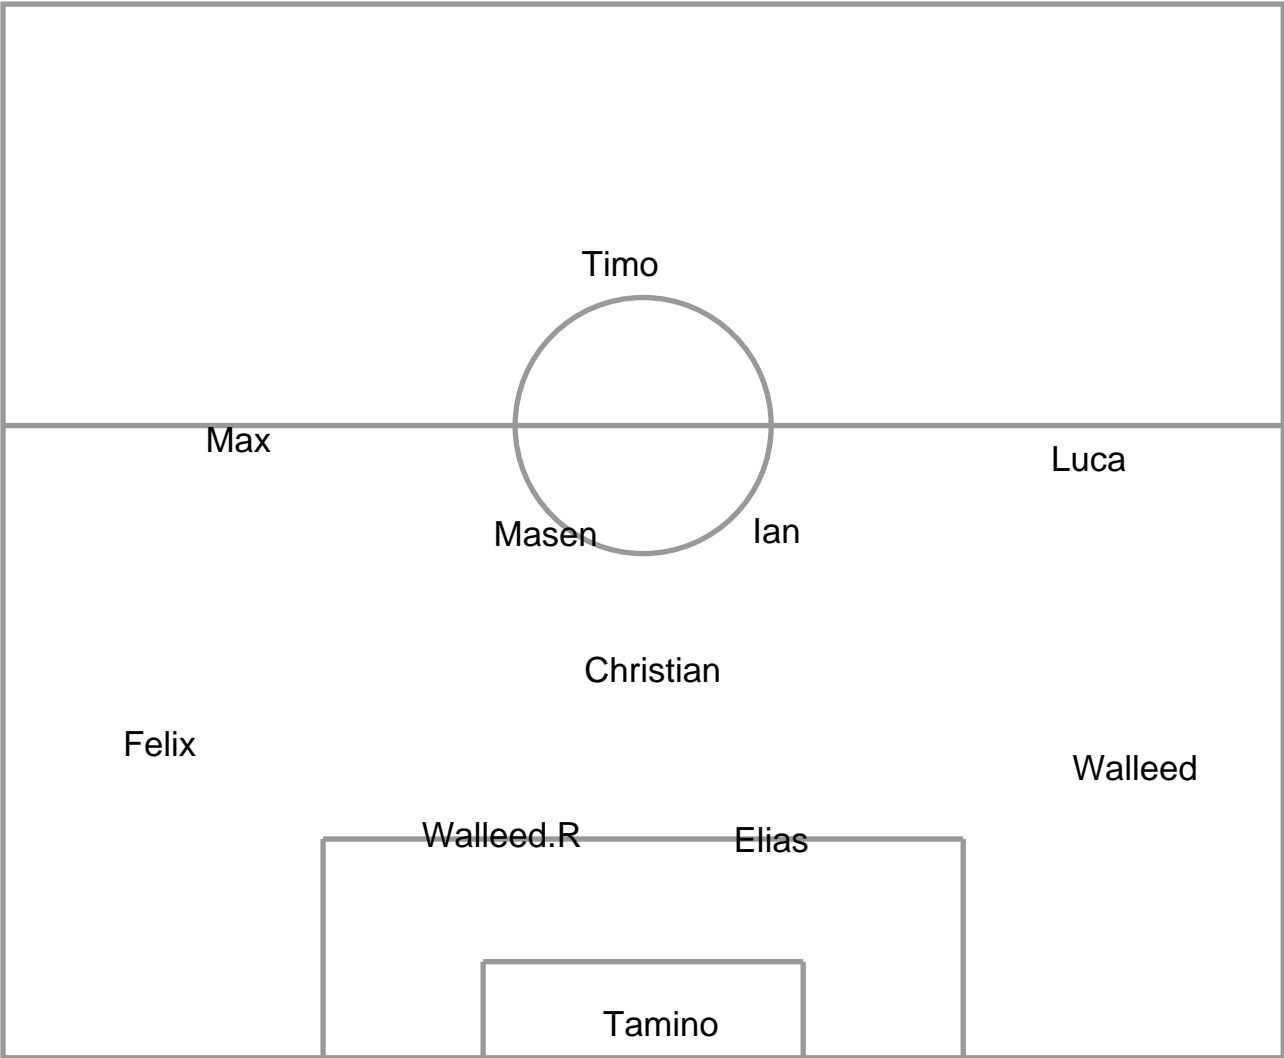 Timo
Max
Luca
Masen
Ian
Christian
Felix
Walleed
Walleed.R
Elias
Tamino